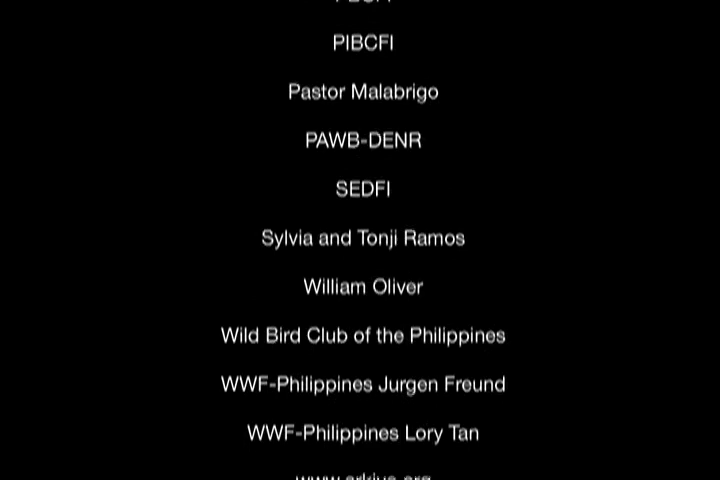 PIBCFI
Pastor Malabrigo
PAWB-DENR
SEDFI
Sylvia and Tonji Ramos
William Oliver
Wild Bird Club of the Philippines
WWF-Philippines Jurgen Freund
WWF-Philippines Lory Tan